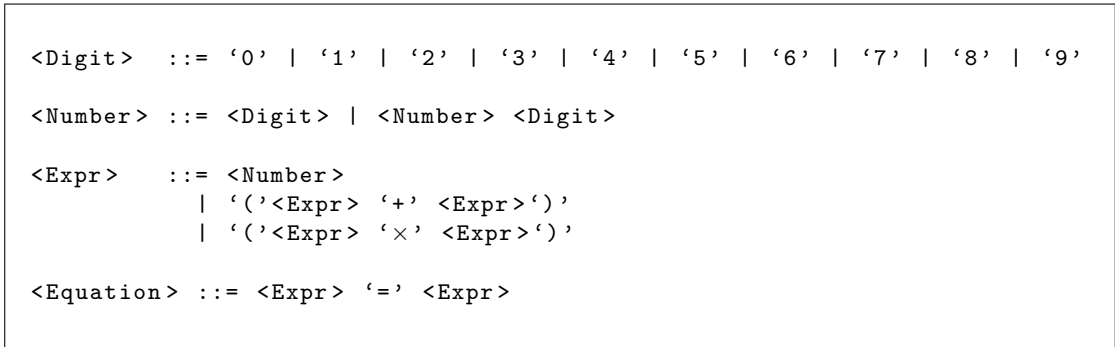 <Digit> ::= ‘0’ | ‘1’ | ‘2’ | ‘3’ | ‘4’ | ‘5’ | ‘6’ | ‘7’ | ‘8’ | ‘9’
<Number> ::= <Digit> | <Number> <Digit>
<Expr> ::= <Number>
| ‘(’<Expr> ‘+’ <Expr>‘)’
| ‘(’<Expr> ‘×’ <Expr>‘)’
<Equation> ::= <Expr> ‘=’ <Expr>